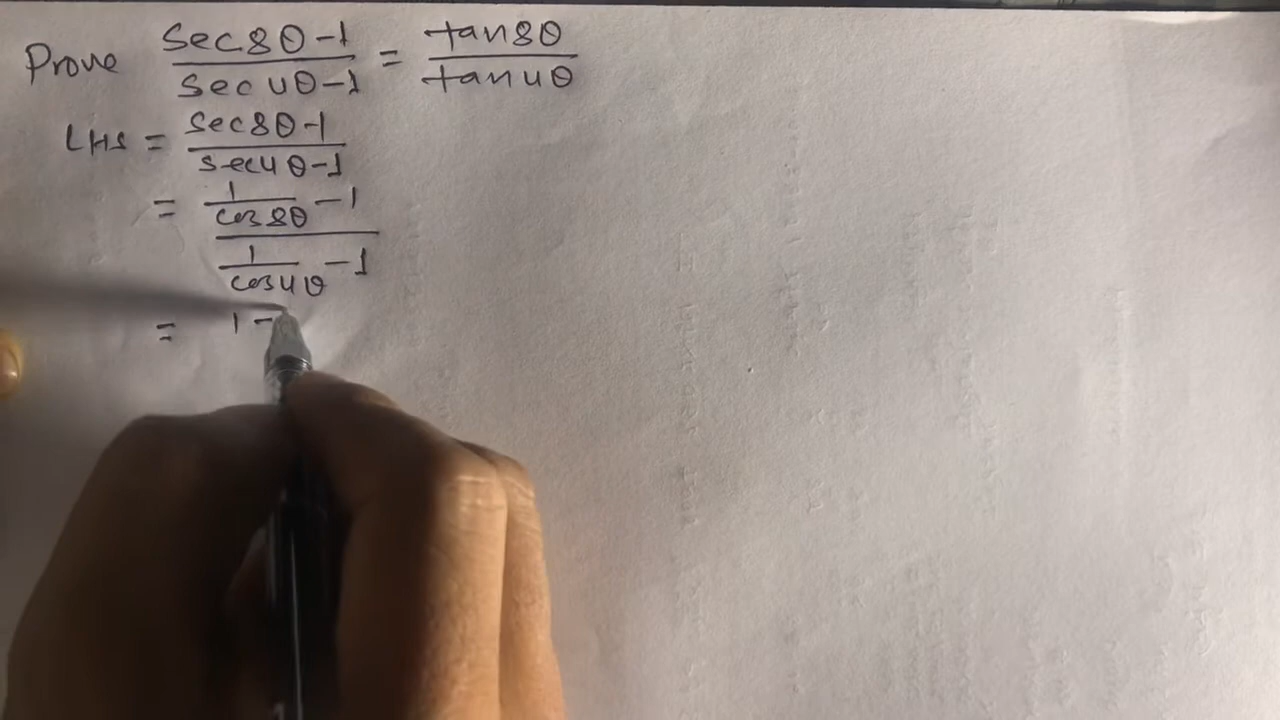 Prove sec8θ-1 / sec4θ-1 = tan8θ / tan4θ
LHS = sec8θ-1 / sec4θ-1
= 1/cos8θ - 1 / 1/cos4θ - 1
= 1-